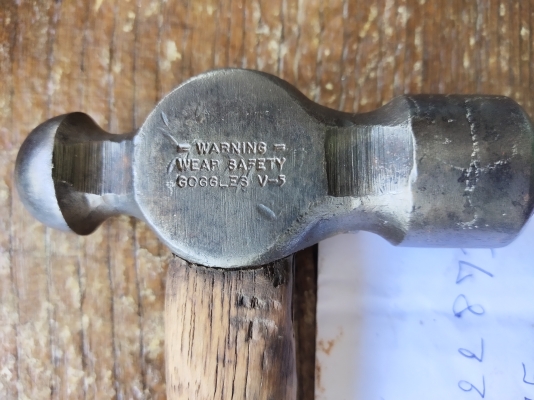 - WARNING -
WEAR SAFETY
GOGGLES V-5